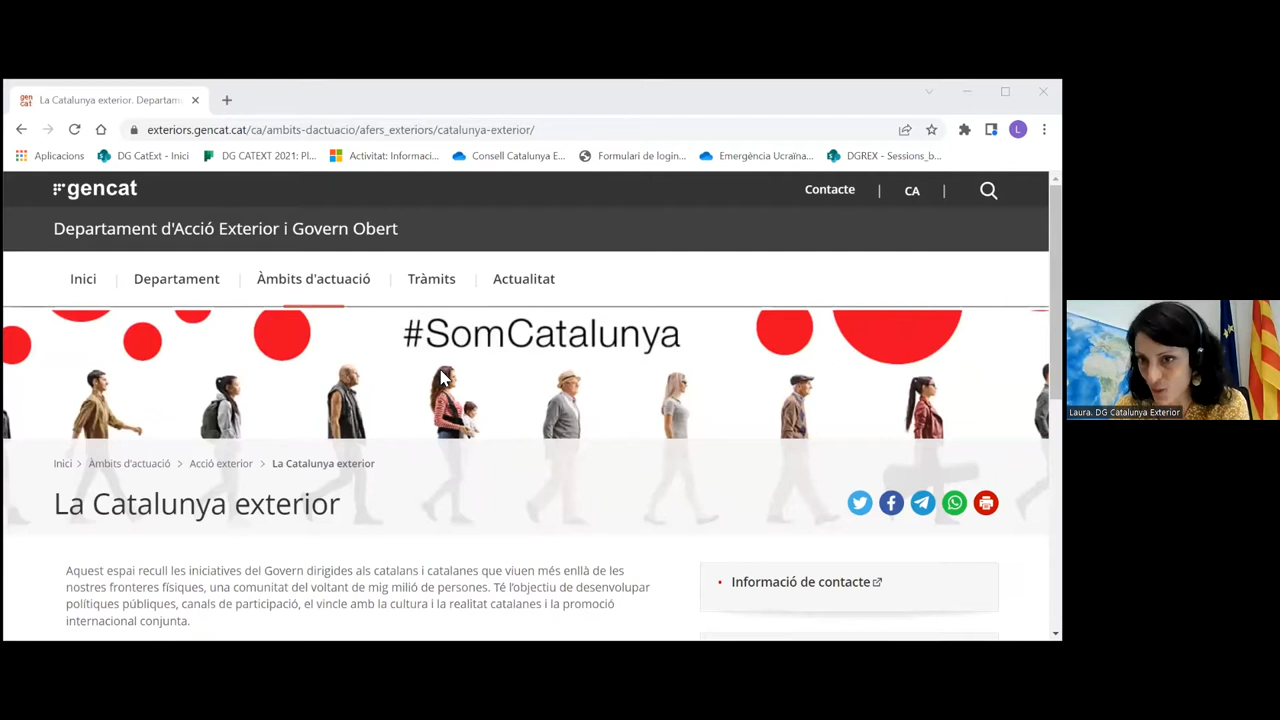 gen
cat
La Catalunya exterior. Departam
exteriors.gencat.cat/ca/ambits-dactuacio/afers_exteriors/catalunya-exterior/
L
Aplicacions
DG CatExt - Inici
DG CATEXT 2021: Pl...
Activitat: Informaci...
Consell Catalunya E...
Formulari de login...
Emergència Ucraïna...
DGREX - Sessions_b...
gencat
Contacte | CA |
Departament d'Acció Exterior i Govern Obert
Inici
Departament
Àmbits d'actuació
Tràmits
Actualitat
#SomCatalunya
Inici > Àmbits d'actuació > Acció exterior > La Catalunya exterior
La Catalunya exterior
Aquest espai recull les iniciatives del Govern dirigides als catalans i catalanes que viuen més enllà de les
nostres fronteres físiques, una comunitat del voltant de mig milió de persones. Té l'objectiu de desenvolupar
polítiques públiques, canals de participació, el vincle amb la cultura i la realitat catalanes i la promoció
internacional conjunta.
Informació de contacte
Laura. DG Catalunya Exterior